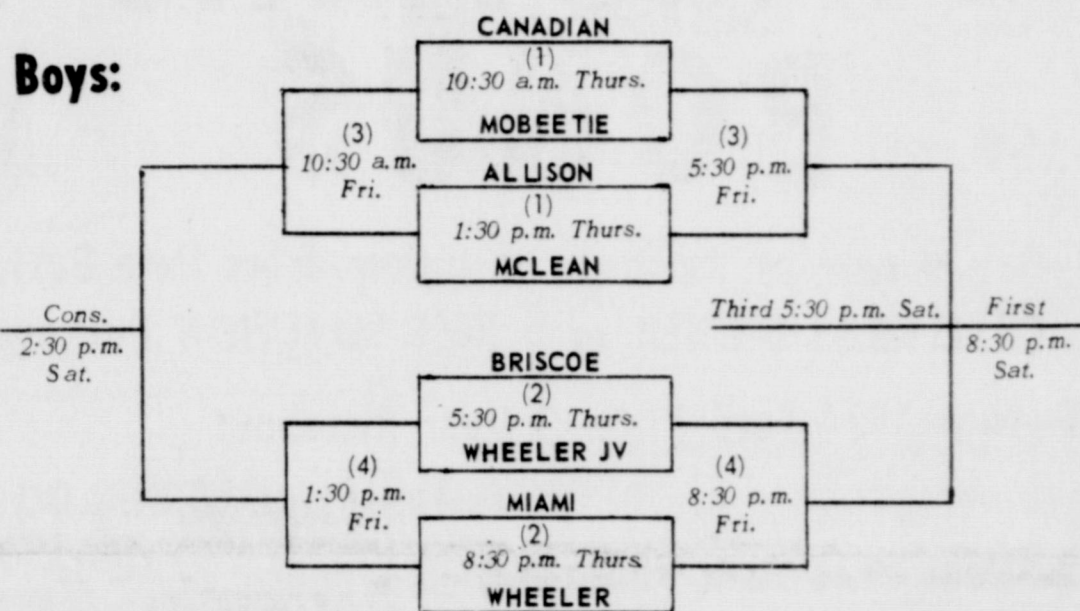 Boys:
CANADIAN
(1)
10:30 a.m. Thurs.
MOBEETIE
(3)
10:30 a.m.
Fri.
(3)
5:30 p.m.
Fri.
ALLISON
(1)
1:30 p.m. Thurs.
MCLEAN
Cons.
2:30 p.m.
Sat.
Third 5:30 p.m. Sat.
First
8:30 p.m.
Sat.
BRISCOE
(2)
5:30 p.m. Thurs.
WHEELER JV
(4)
1:30 p.m.
Fri.
(4)
8:30 p.m.
Fri.
MIAMI
(2)
8:30 p.m. Thurs
WHEELER